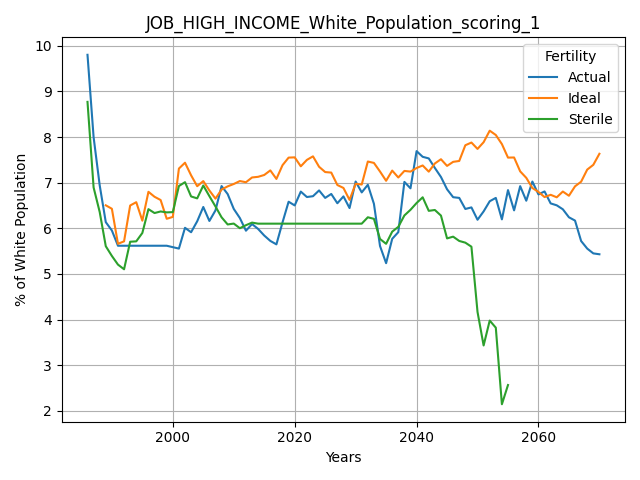 JOB_HIGH_INCOME_White_Population_scoring_1
Fertility
Actual
Ideal
Sterile
% of White Population
10
9
8
7
6
5
4
3
2
2000 2020 2040 2060
Years